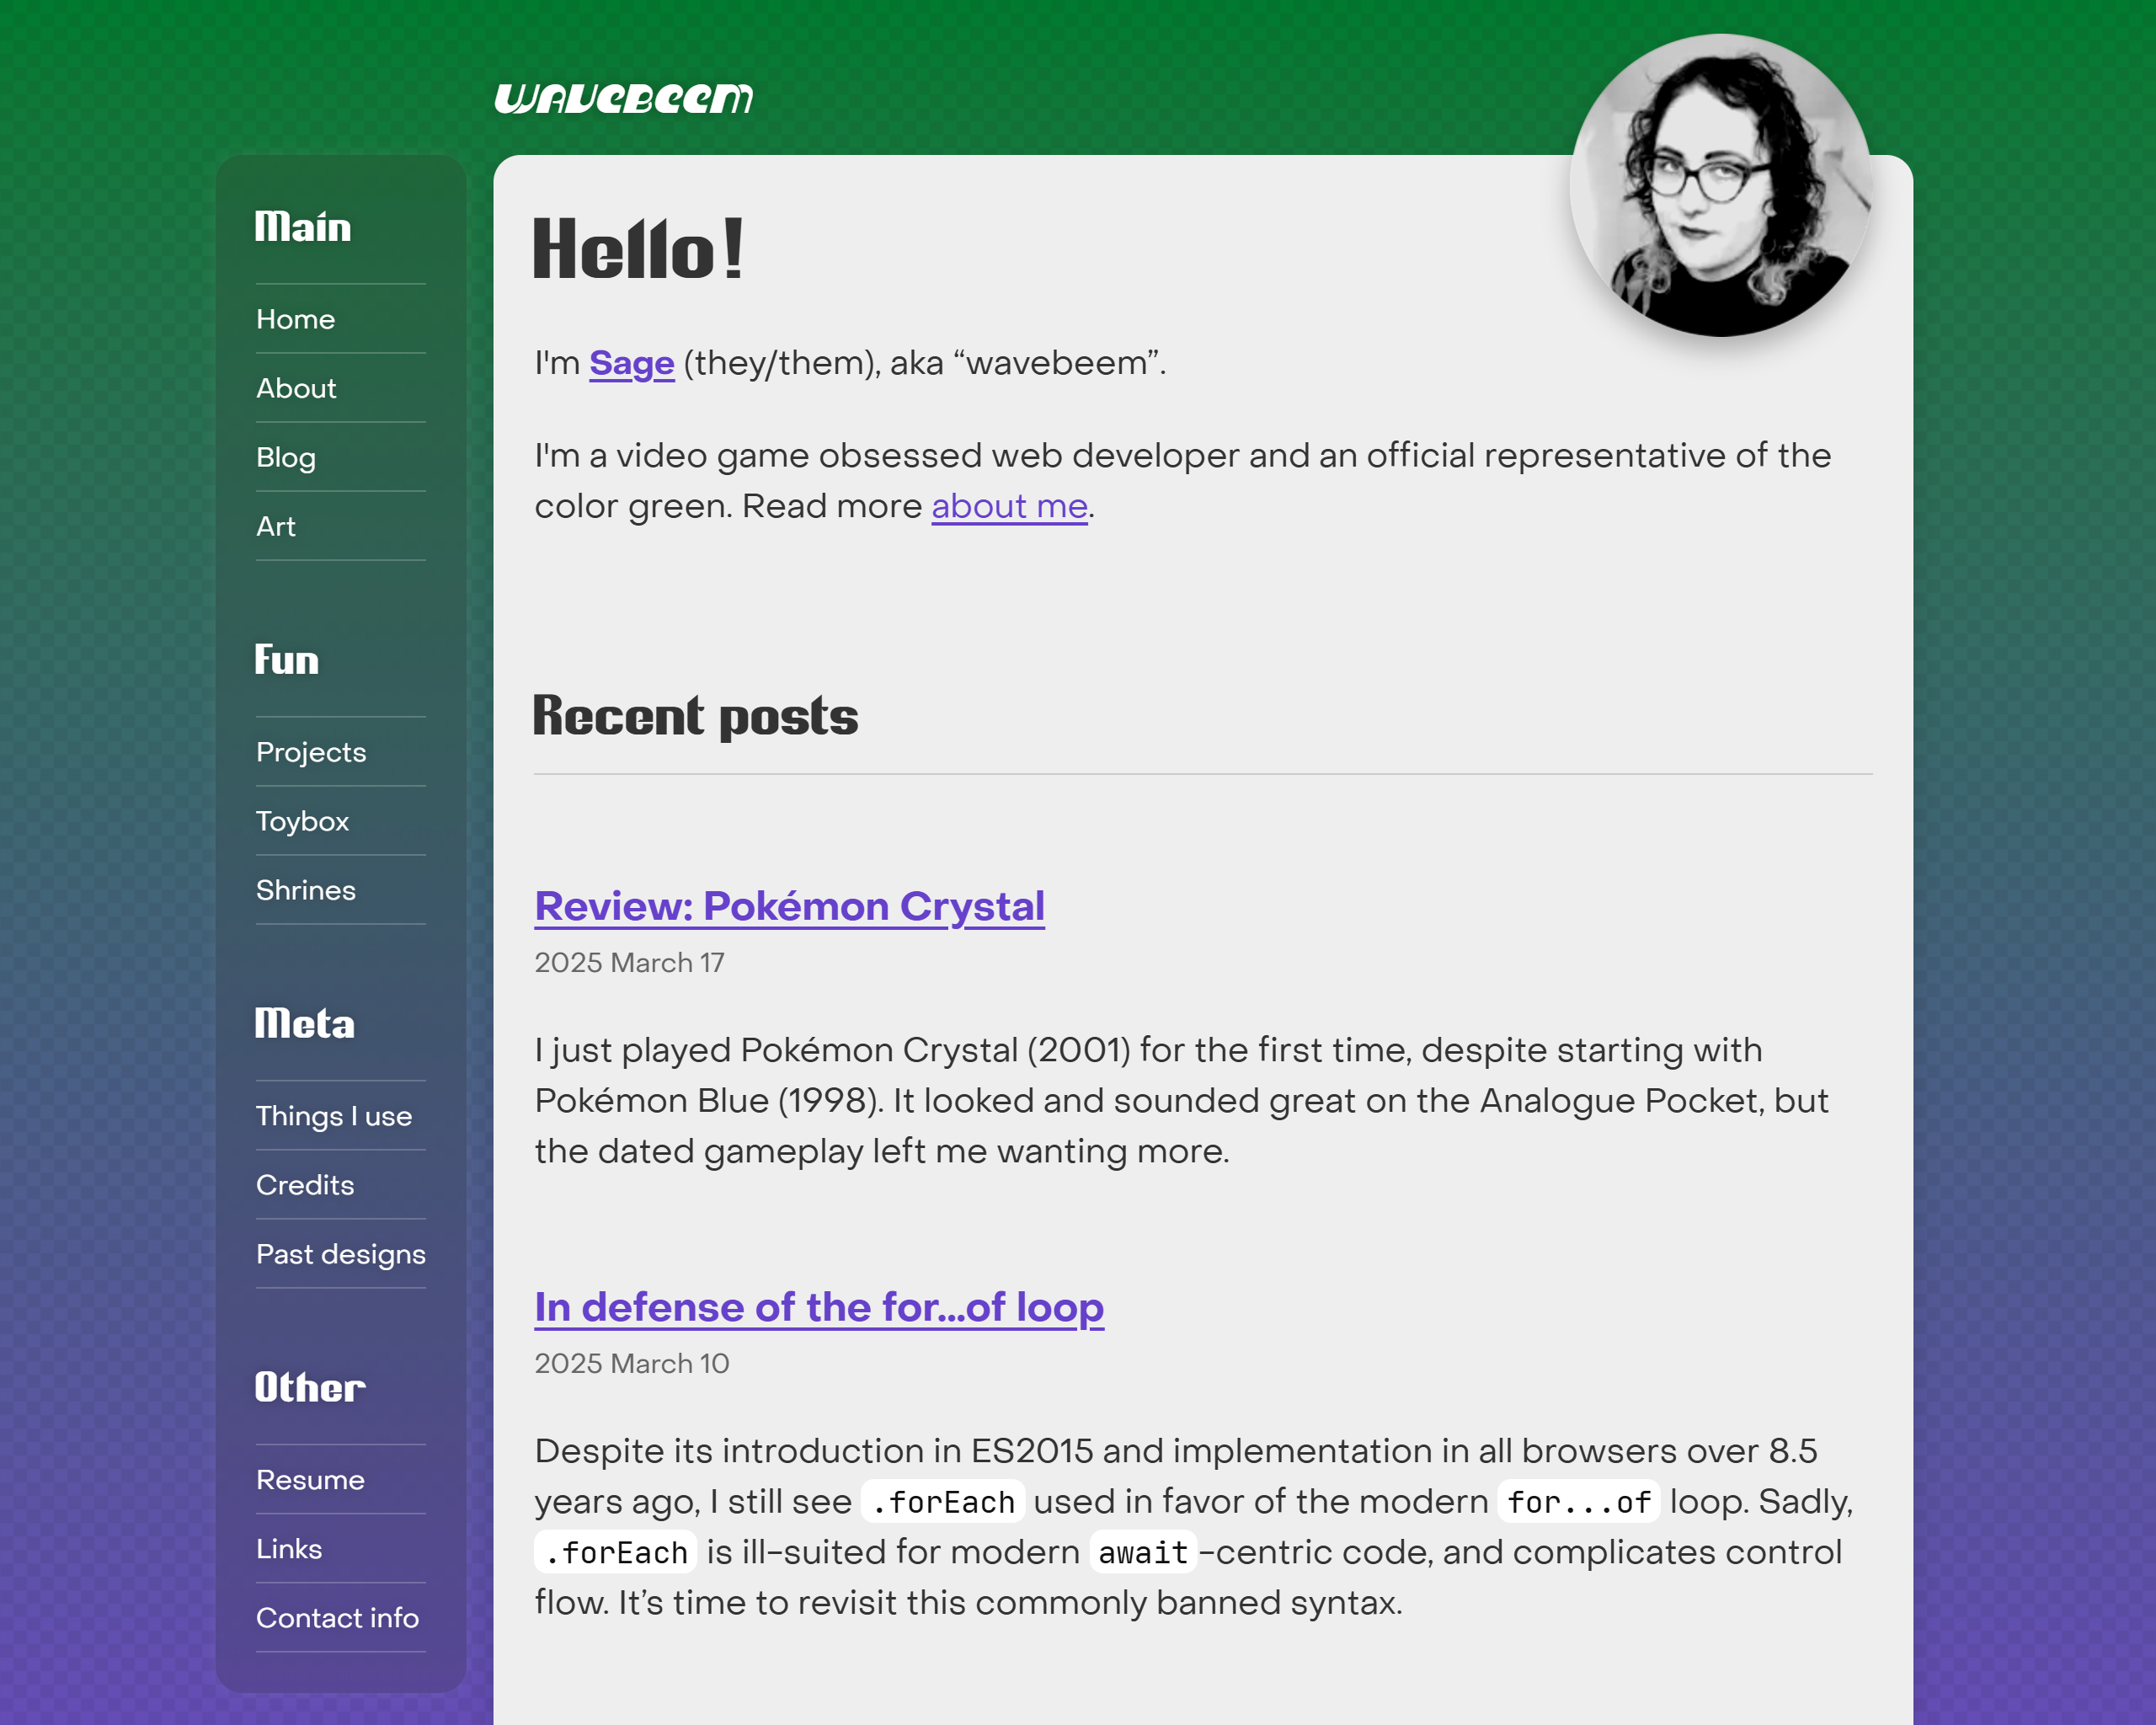 wavebeem
Main
Home
About
Blog
Art
Fun
Projects
Toybox
Shrines
Meta
Things I use
Credits
Past designs
Other
Resume
Links
Contact info
Hello!
I'm Sage (they/them), aka “wavebeem”.
I'm a video game obsessed web developer and an official representative of the
color green. Read more about me.
Recent posts
Review: Pokémon Crystal
2025 March 17
I just played Pokémon Crystal (2001) for the first time, despite starting with
Pokémon Blue (1998). It looked and sounded great on the Analogue Pocket, but
the dated gameplay left me wanting more.
In defense of the for...of loop
2025 March 10
Despite its introduction in ES2015 and implementation in all browsers over 8.5
years ago, I still see .forEach used in favor of the modern for...of loop. Sadly,
.forEach is ill-suited for modern await-centric code, and complicates control
flow. It’s time to revisit this commonly banned syntax.